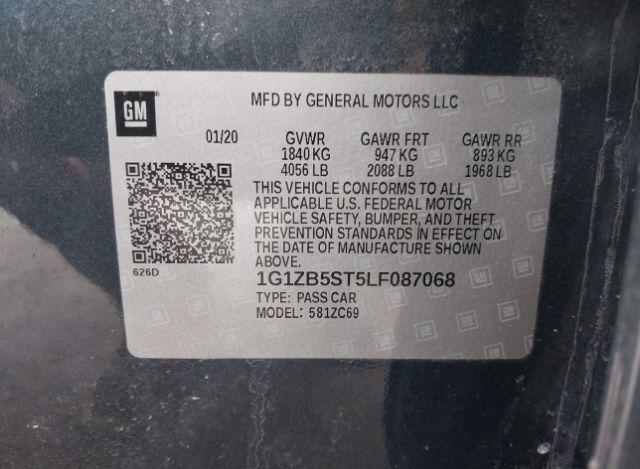 GM
MFD BY GENERAL MOTORS LLC
01/20 GVWR GAWR FRT GAWR RR
1840 KG 947 KG 893 KG
4056 LB 2088 LB 1968 LB
THIS VEHICLE CONFORMS TO ALL
APPLICABLE U.S. FEDERAL MOTOR
VEHICLE SAFETY, BUMPER, AND THEFT
PREVENTION STANDARDS IN EFFECT ON
THE DATE OF MANUFACTURE SHOWN
ABOVE.
626D
1G1ZB5ST5LF087068
TYPE: PASS CAR
MODEL: 581ZC69